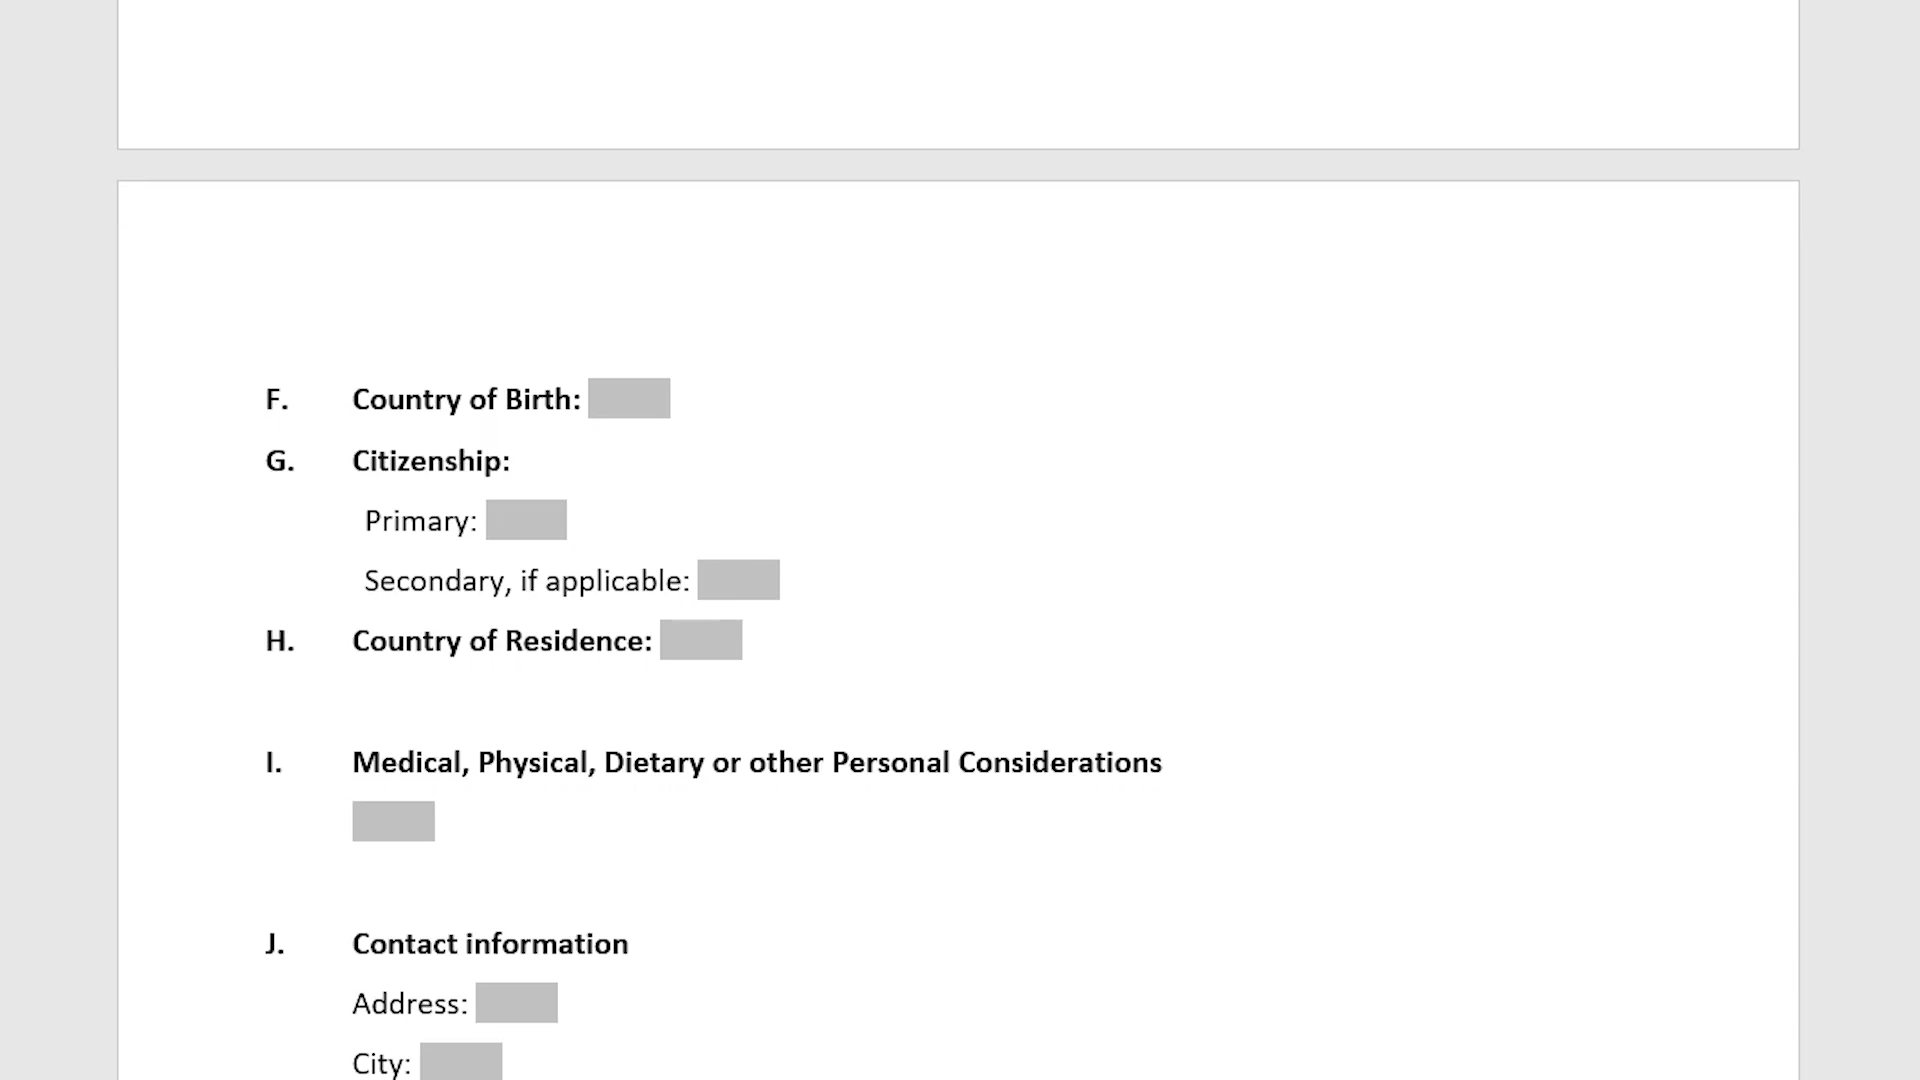 F. Country of Birth:
G. Citizenship:
Primary:
Secondary, if applicable:
H. Country of Residence:
I. Medical, Physical, Dietary or other Personal Considerations
J. Contact information
Address:
City: